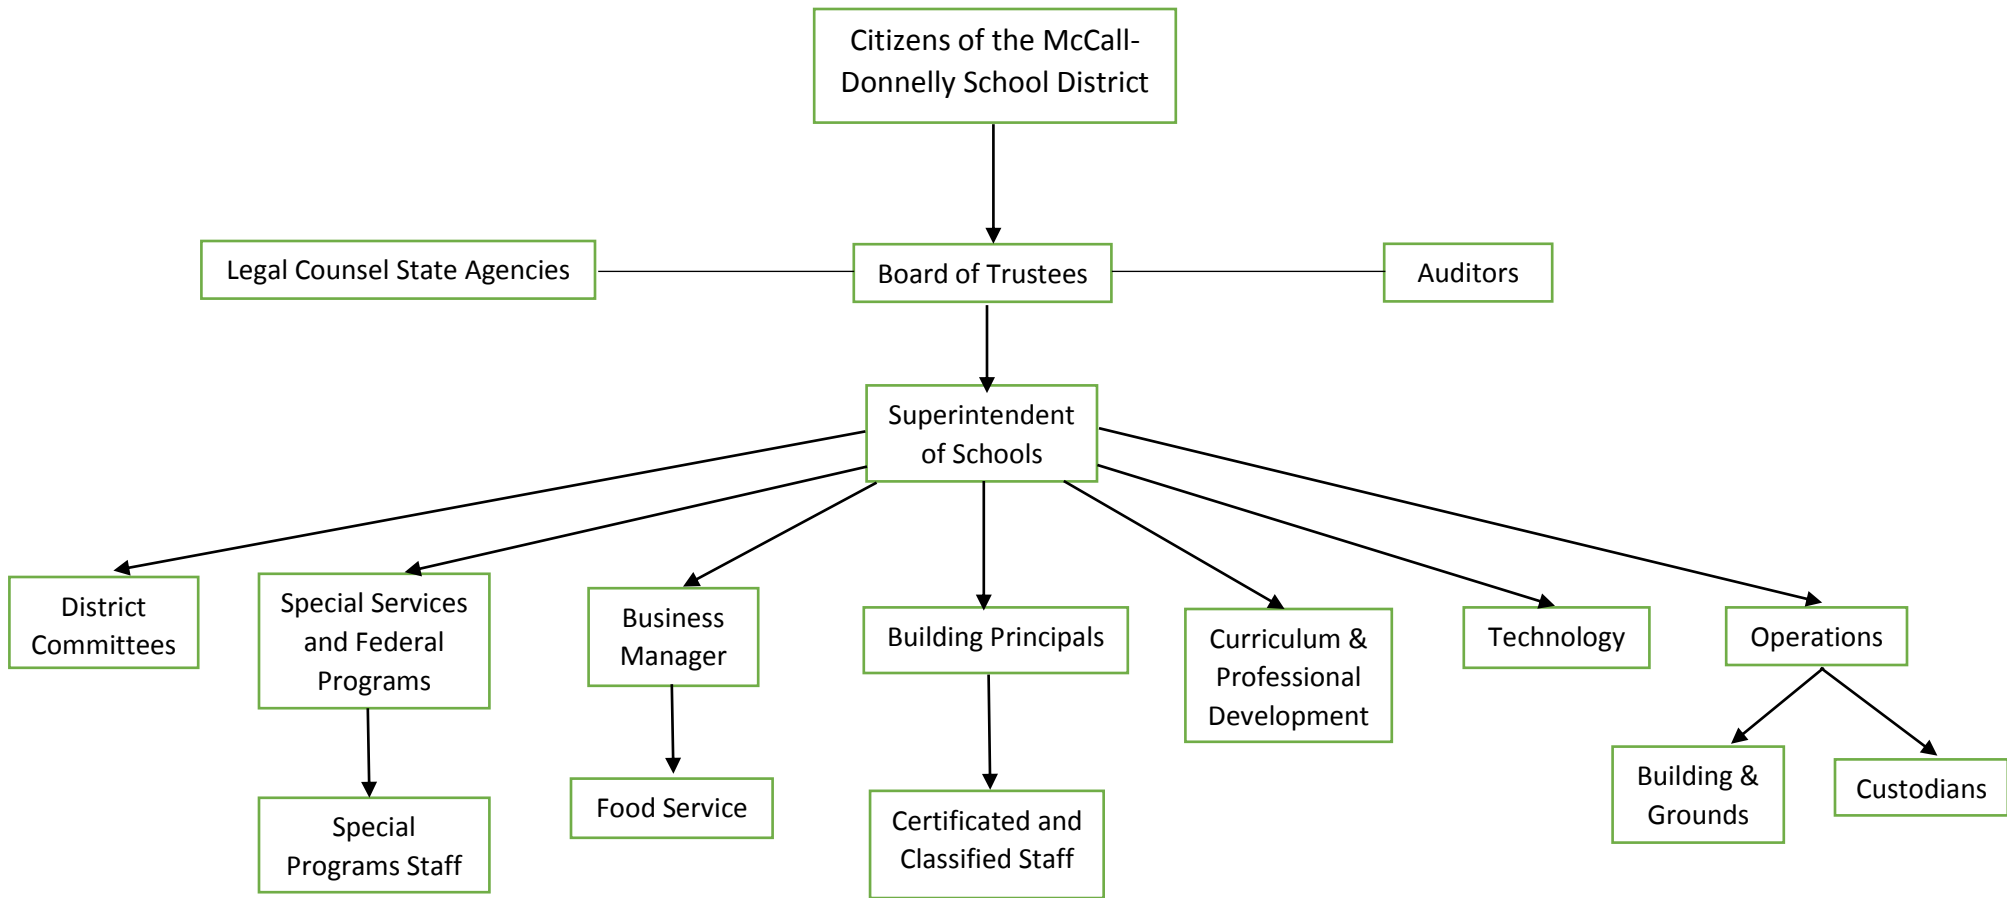 Citizens of the McCall-
Donnelly School District
Legal Counsel State Agencies
Board of Trustees
Auditors
Superintendent
of Schools
District
Committees
Special Services
and Federal
Programs
Business
Manager
Building Principals
Curriculum &
Professional
Development
Technology
Operations
Special
Programs Staff
Food Service
Certificated and
Classified Staff
Building &
Grounds
Custodians